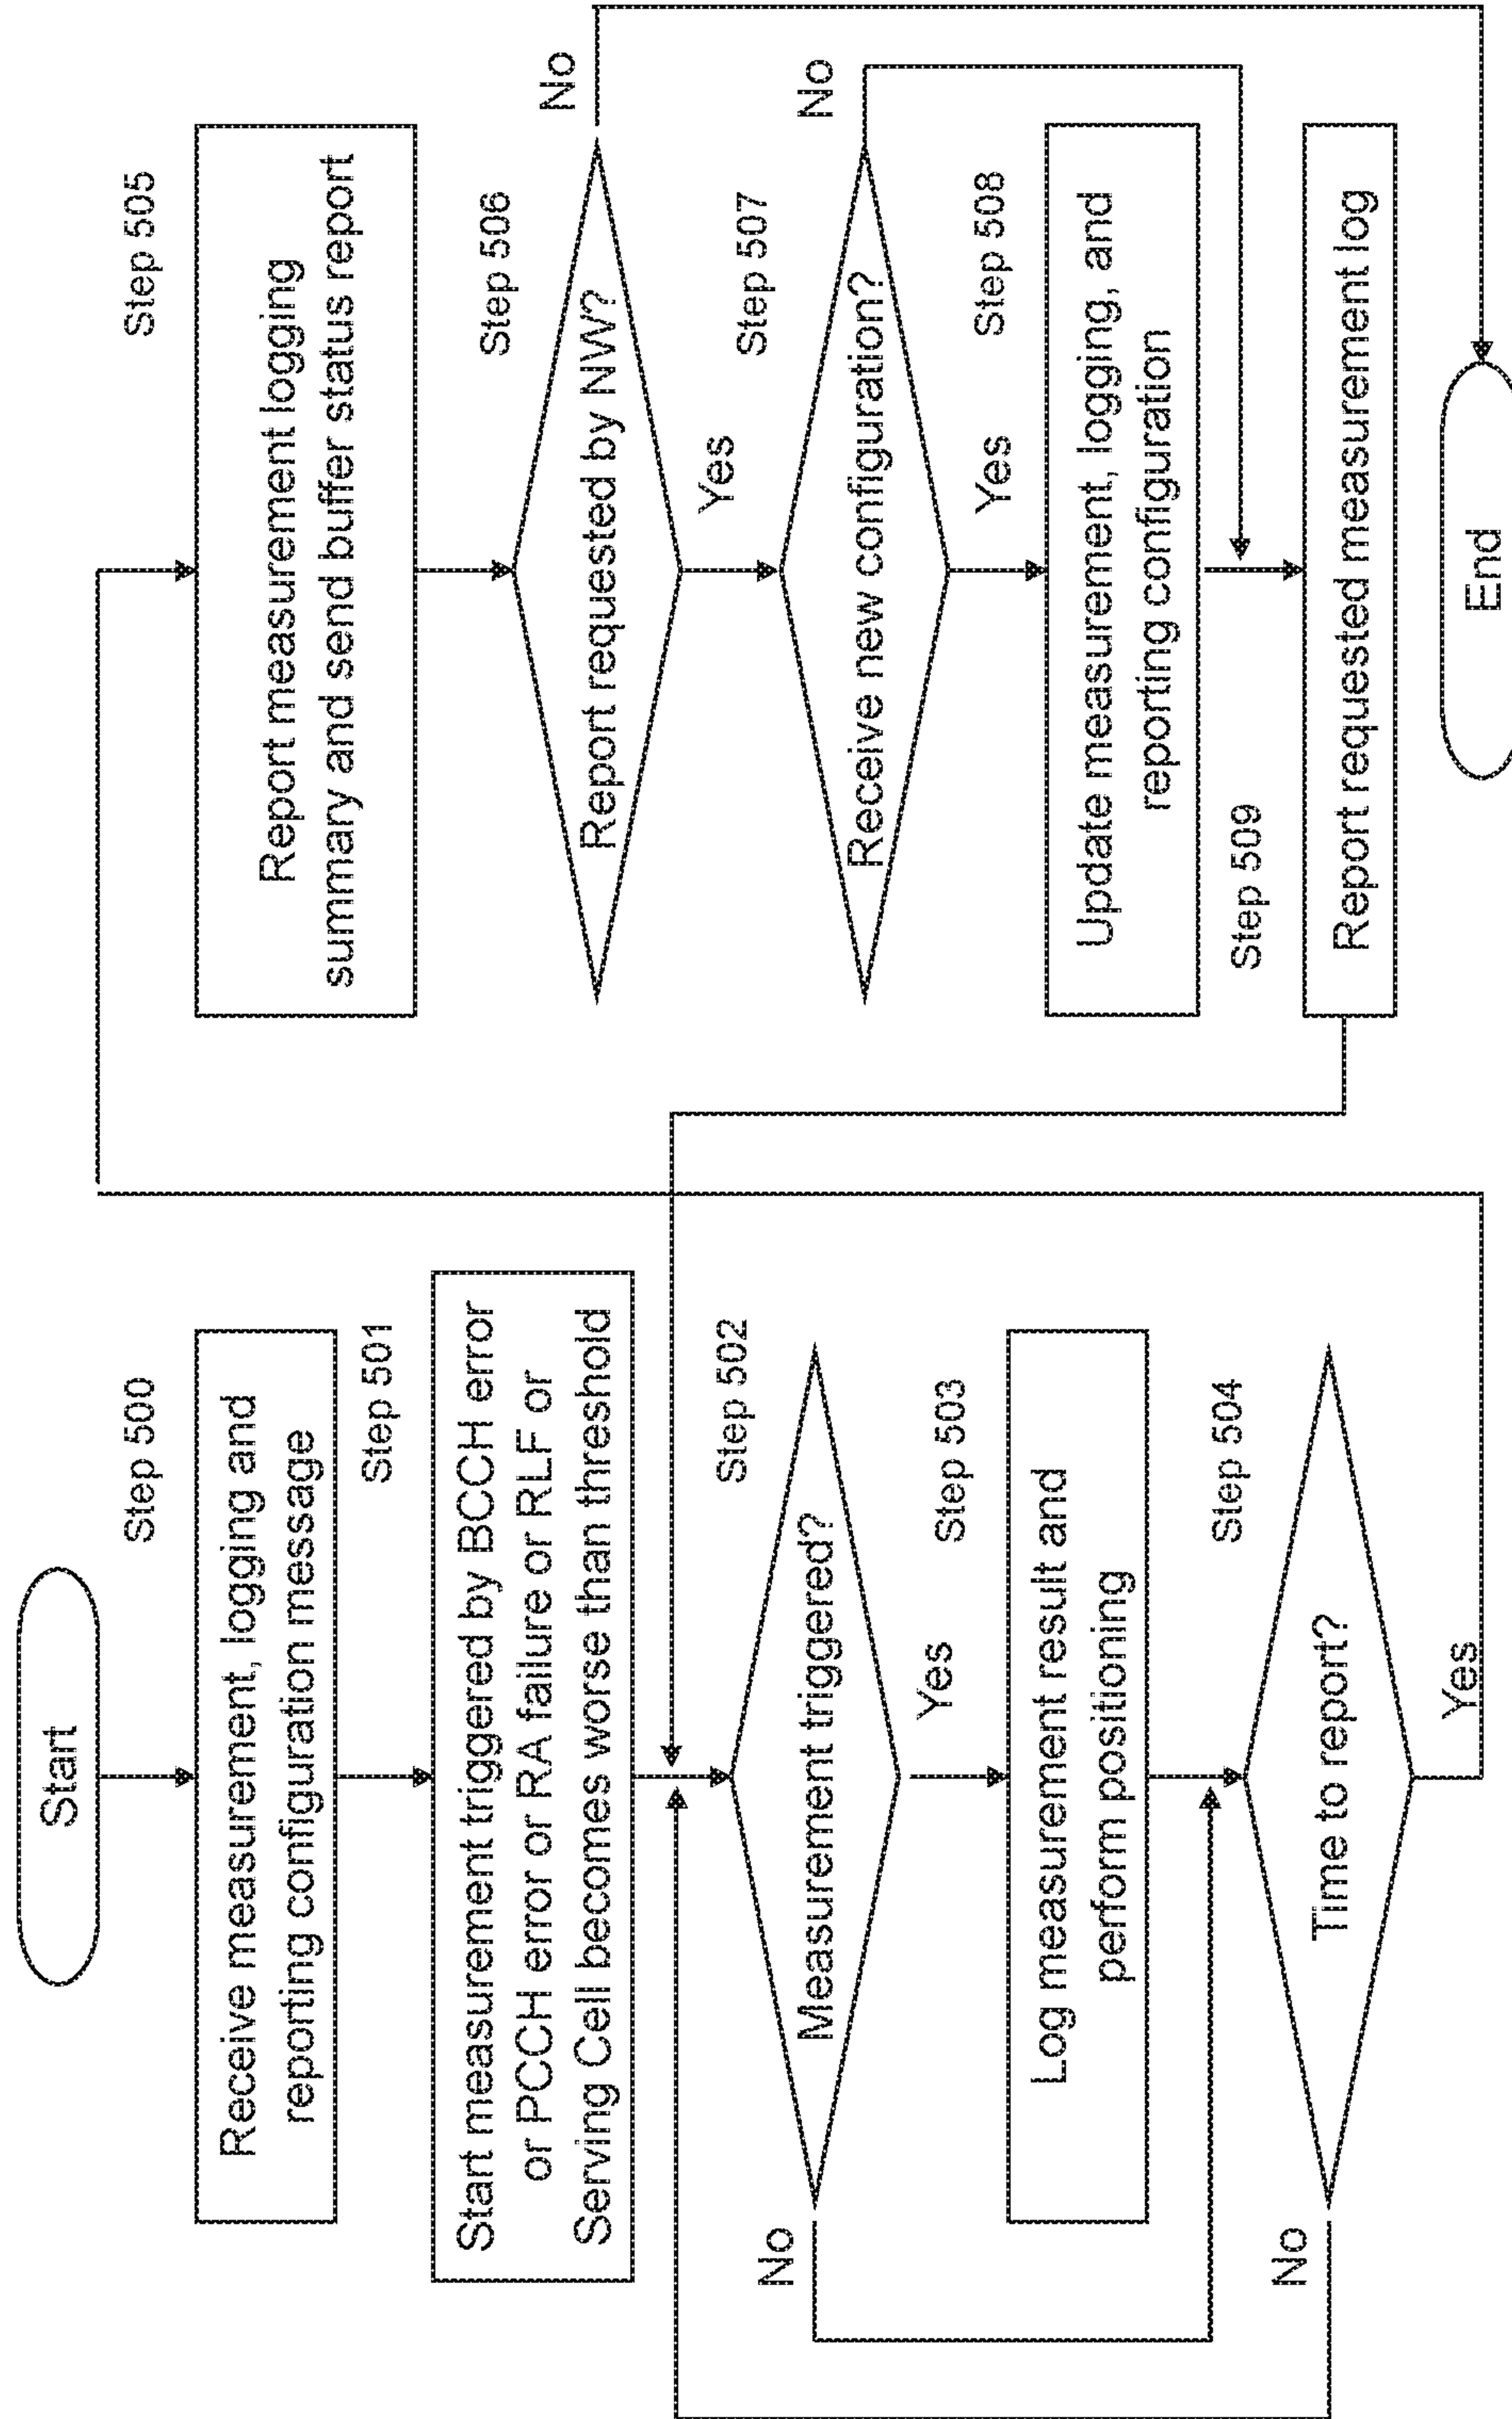 Start
Step 500
Receive measurement, logging and
reporting configuration message
Step 501
Start measurement triggered by BCCH error
or PCCH error or RA failure or RLF or
Serving Cell becomes worse than threshold
Step 502
Measurement triggered?
No
Yes
Step 503
Log measurement result and
perform positioning
Step 504
Time to report?
No
Yes
Step 505
Report measurement logging
summary and send buffer status report
Step 506
Report requested by NW?
No
Yes
Step 507
Receive new configuration?
No
Yes
Step 508
Update measurement, logging, and
reporting configuration
Step 509
Report requested measurement log
End